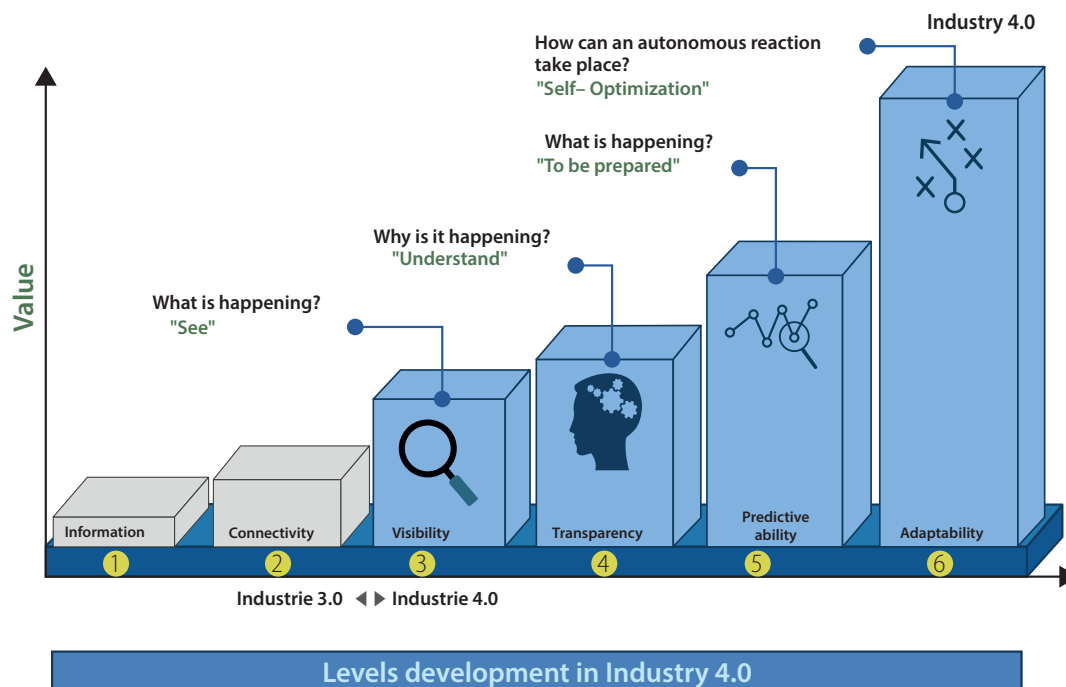 Industry 4.0
How can an autonomous reaction
take place?
"Self– Optimization"
What is happening?
"To be prepared"
Why is it happening?
"Understand"
What is happening?
"See"
Value
Information
Connectivity
Visibility
Transparency
Predictive
ability
Adaptability
1
2
3
4
5
6
Industrie 3.0
Industrie 4.0
Levels development in Industry 4.0